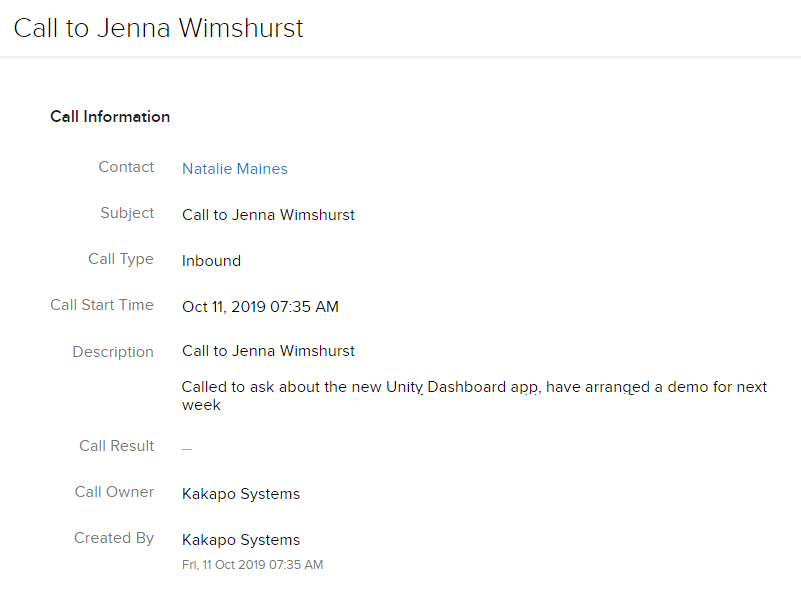 Call to Jenna Wimshurst
Call Information
Contact Natalie Maines
Subject Call to Jenna Wimshurst
Call Type Inbound
Call Start Time Oct 11, 2019 07:35 AM
Description Call to Jenna Wimshurst
Called to ask about the new Unity Dashboard app, have arranged a demo for next
week
Call Result —
Call Owner Kakapo Systems
Created By Kakapo Systems
Fri, 11 Oct 2019 07:35 AM